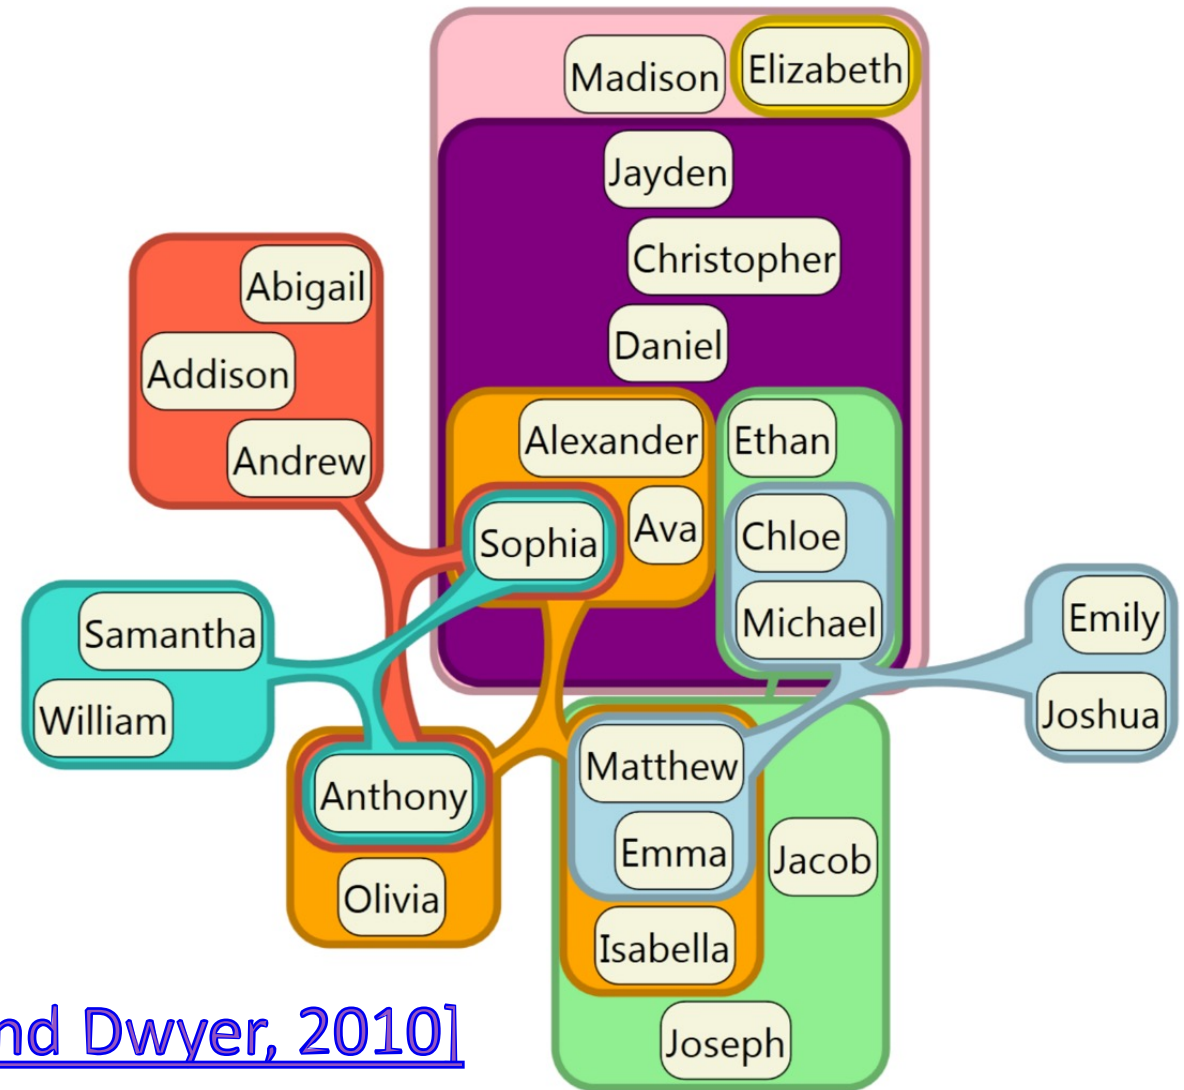 Madison
Elizabeth
Jayden
Christopher
Daniel
Abigail
Addison
Andrew
Alexander
Ethan
Sophia
Ava
Chloe
Michael
Samantha
William
Emily
Joshua
Anthony
Olivia
Matthew
Emma
Jacob
Isabella
Joseph
Dwyer, 2010]